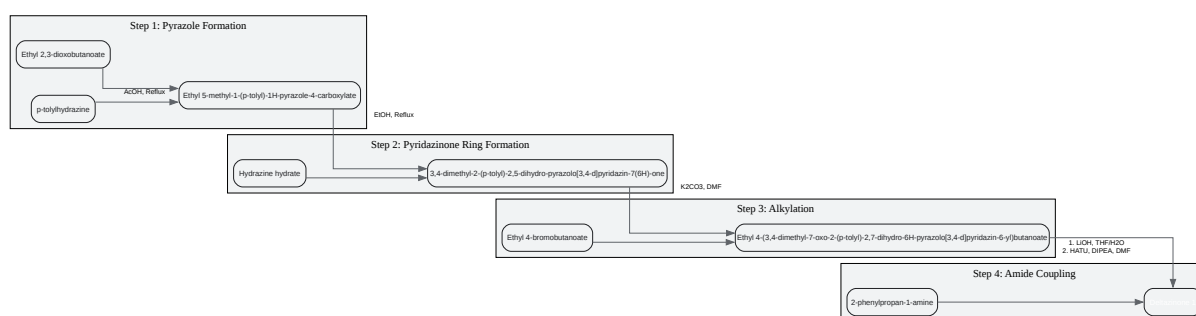 Step 1: Pyrazole Formation
Ethyl 2,3-dioxobutanoate
AcOH, Reflux
p-tolylhydrazine
Ethyl 5-methyl-1-(p-tolyl)-1H-pyrazole-4-carboxylate
EtOH, Reflux
Step 2: Pyridazinone Ring Formation
Hydrazine hydrate
3,4-dimethyl-2-(p-tolyl)-2,5-dihydro-pyrazolo[3,4-d]pyridazin-7(6H)-one
K2CO3, DMF
Step 3: Alkylation
Ethyl 4-bromobutanoate
Ethyl 4-(3,4-dimethyl-7-oxo-2-(p-tolyl)-2,7-dihydro-6H-pyrazolo[3,4-d]pyridazin-6-yl)butanoate
1. LiOH, THF/H2O
2. HATU, DIPEA, DMF
Step 4: Amide Coupling
2-phenylpropan-1-amine